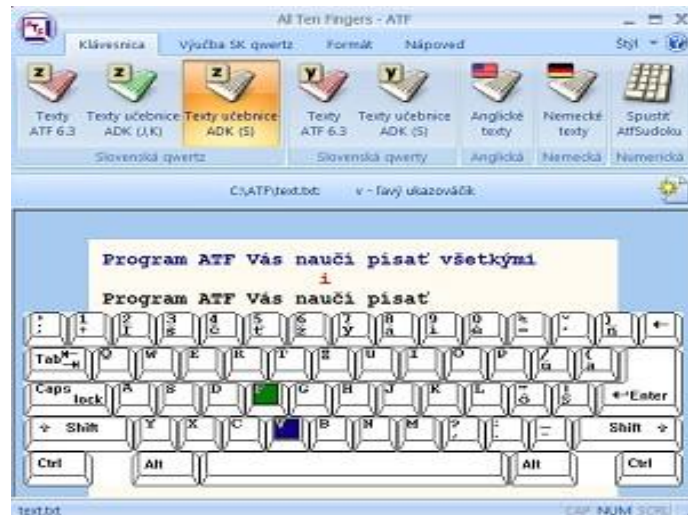 All Ten Fingers - ATF
Klávesnica Výučba SK qwertz Formát Nápoveď Štýl
Texty ATF 6.3
Texty učebnice ADK (J,K)
Texty učebnice ADK (S)
Texty ATF 6.3
Texty učebnice ADK (S)
Anglické texty
Nemecké texty
Spustiť AtfSudoku
Slovenská qwertz Slovenská qwerty Anglická Nemecká Numerická
C:\ATF\text.txt: v - ľavý ukazováčik
Program ATF Vás naučí písať všetkými
i
Program ATF Vás naučí písať
Tab Q W E R T Z U I O P
Caps lock A S D F G H J K L Enter
Shift Y X C V B N M Shift
Ctrl Alt Alt Ctrl
text.txt CAP NUM SCRL